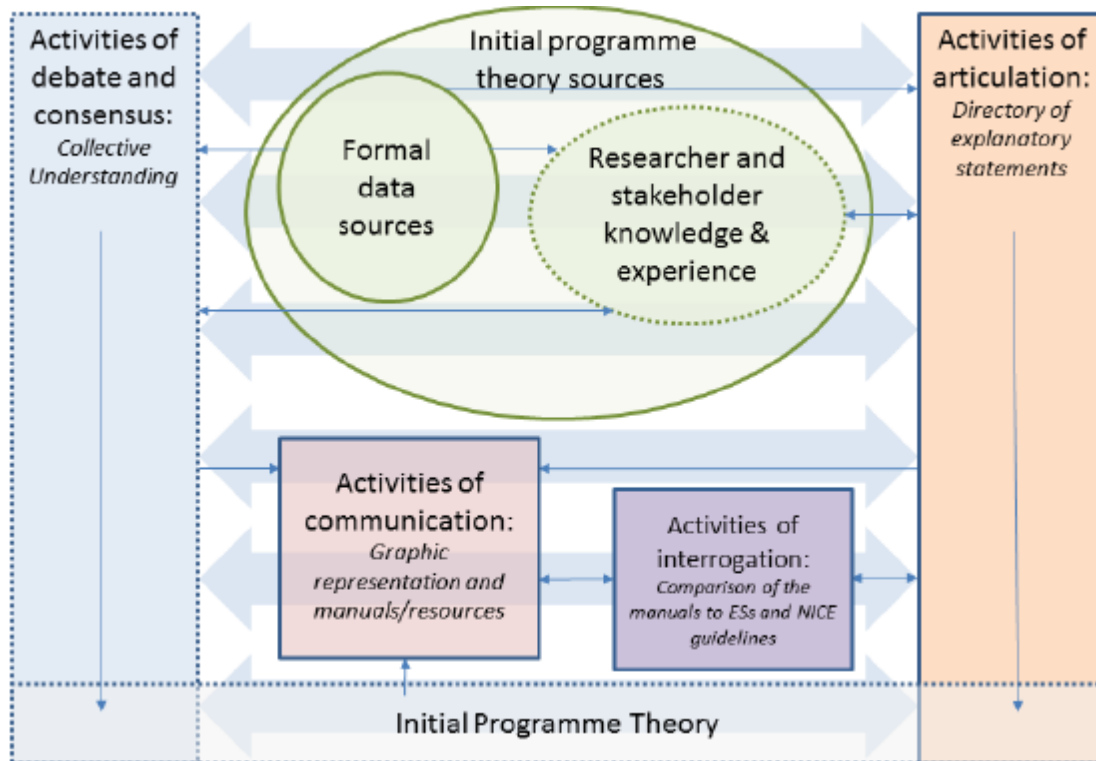 Activities of
debate and
consensus:
Collective
Understanding
Initial programme
theory sources
Formal
data
sources
Researcher and
stakeholder
knowledge &
experience
Activities of
articulation:
Directory of
explanatory
statements
Activities of
communication:
Graphic
representation and
manuals/resources
Activities of
interrogation:
Comparison of the
manuals to ESs and NICE
guidelines
Initial Programme Theory